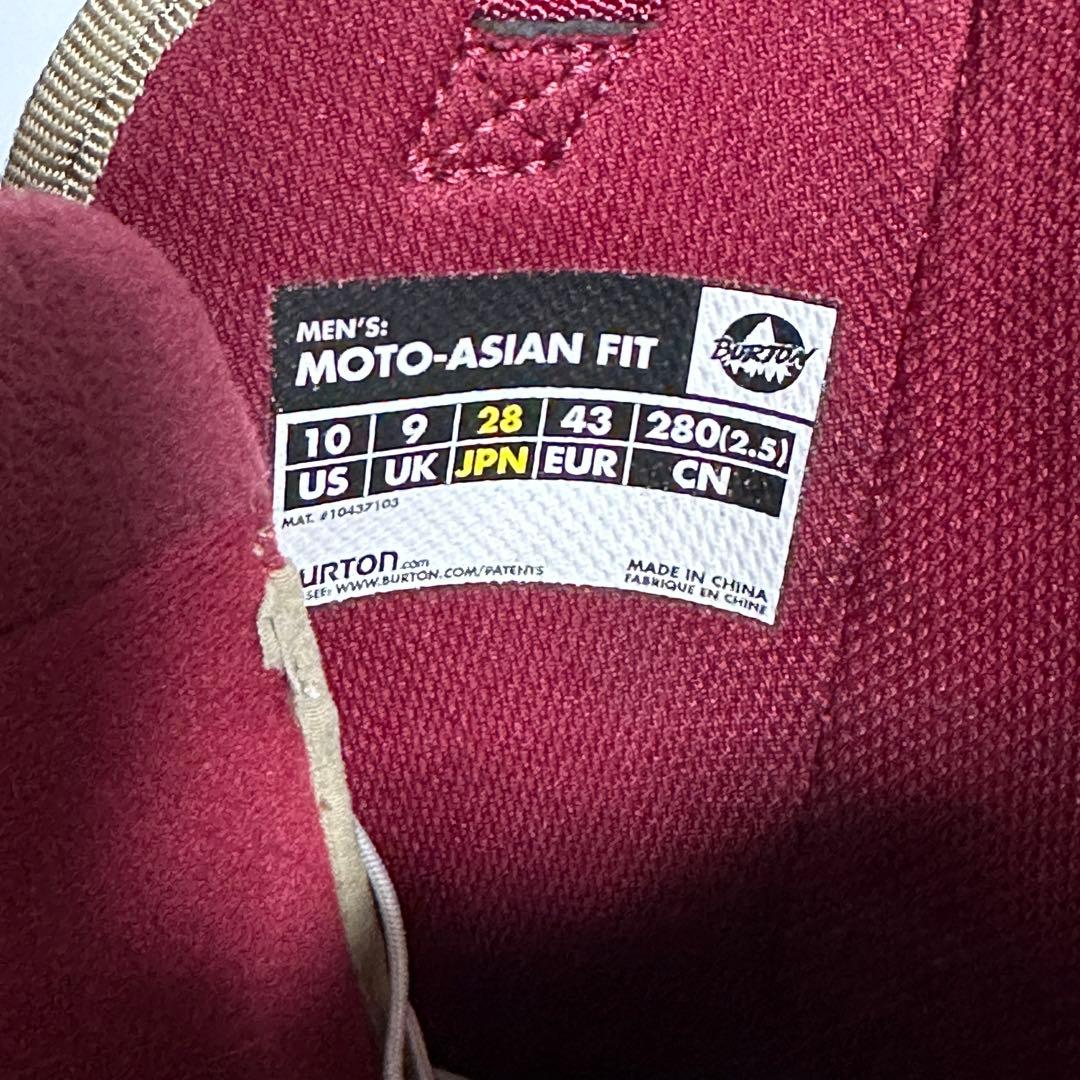 MEN'S:
MOTO-ASIAN FIT
BURTON
10 9 28 43 280(2.5)
US UK JPN EUR CN
MAT. #10437103
URTON.com
SEE: WWW.BURTON.COM/PATENTS
MADE IN CHINA
FABRIQUE EN CHINE